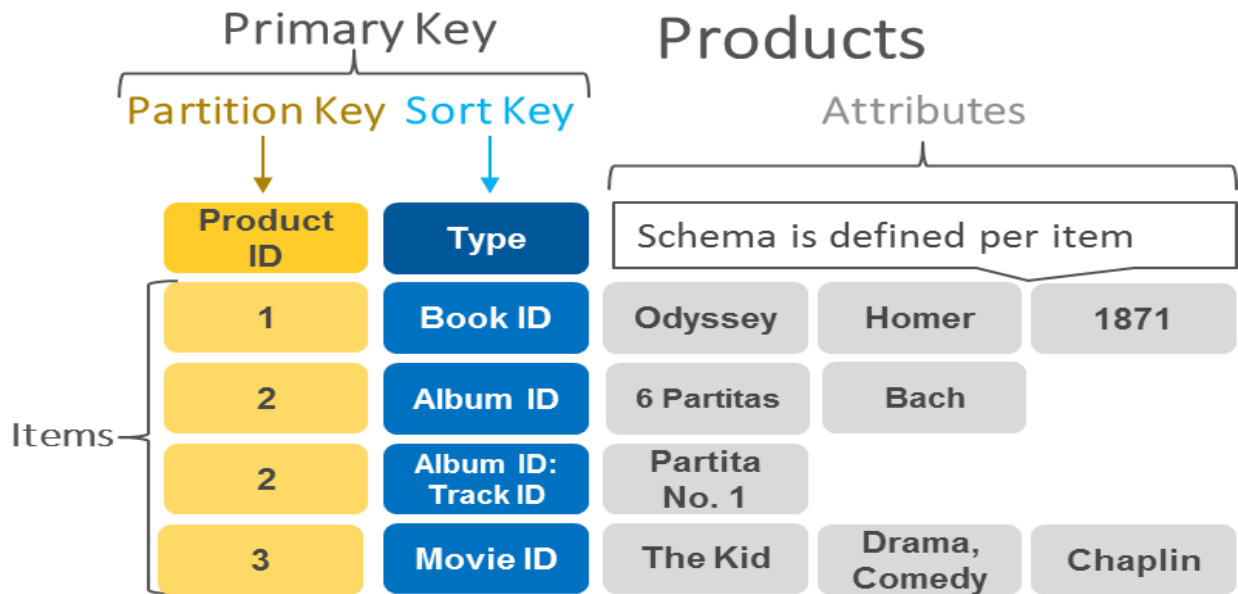 Primary Key
Products
Partition Key
Sort Key
Attributes
Product
ID
Type
Schema is defined per item
Items
1
Book ID
Odyssey
Homer
1871
2
Album ID
6 Partitas
Bach
2
Album ID:
Track ID
Partita
No. 1
3
Movie ID
The Kid
Drama,
Comedy
Chaplin